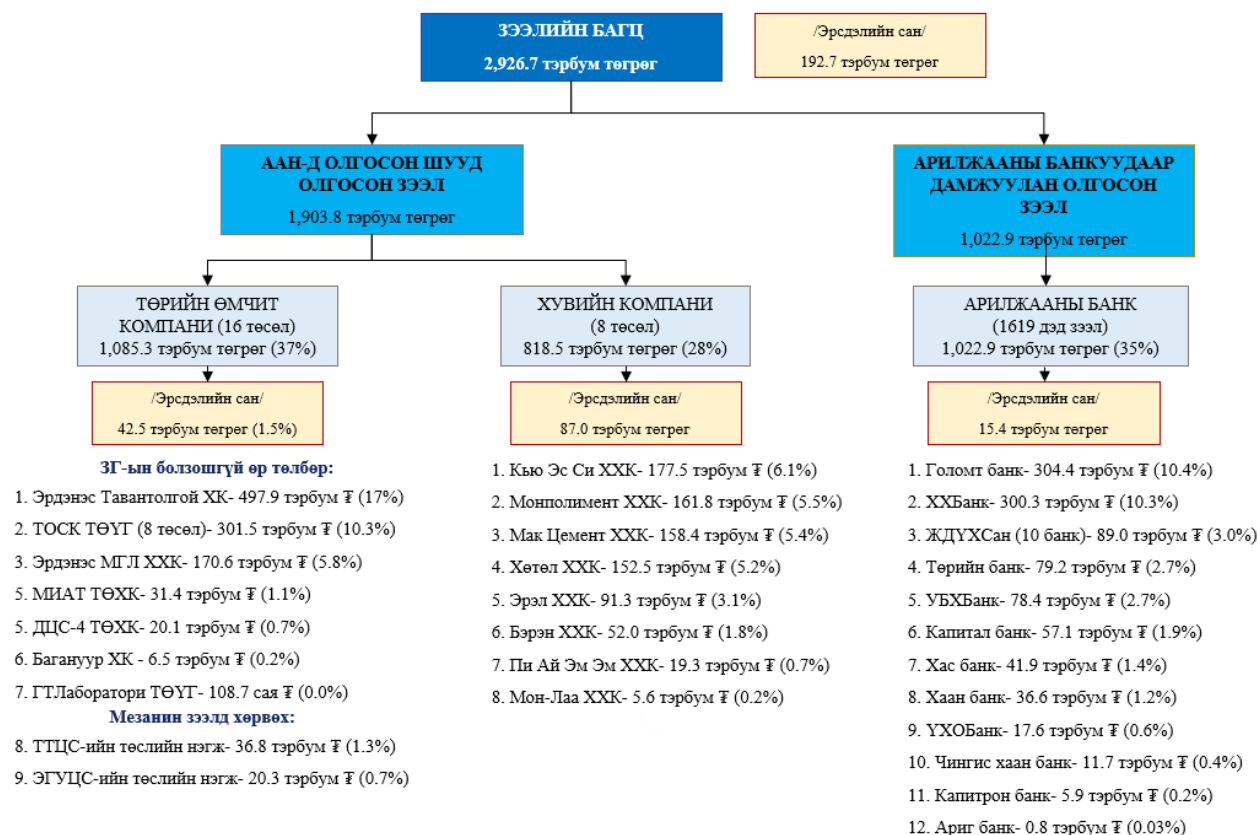 ЗЭЭЛИЙН БАГЦ
2,926.7 тэрбум төгрөг
/Эрсдэлийн сан/
192.7 тэрбум төгрөг
ААН-Д ОЛГОСОН ШУУД
ОЛГОСОН ЗЭЭЛ
1,903.8 тэрбум төгрөг
АРИЛЖААНЫ БАНКУУДААР
ДАМЖУУЛАН ОЛГОСОН
ЗЭЭЛ
1,022.9 тэрбум төгрөг
ТӨРИЙН ӨМЧИТ
КОМПАНИ (16 төсөл)
1,085.3 тэрбум төгрөг (37%)
/Эрсдэлийн сан/
42.5 тэрбум төгрөг (1.5%)
ЗГ-ын болзошгүй өр төлбөр:
1. Эрдэнэс Тавантолгой ХК- 497.9 тэрбум ₮ (17%)
2. ТОСК ТӨҮГ (8 төсөл)- 301.5 тэрбум ₮ (10.3%)
3. Эрдэнэс МГЛ ХХК- 170.6 тэрбум ₮ (5.8%)
5. МИАТ ТӨХК- 31.4 тэрбум ₮ (1.1%)
5. ДЦС-4 ТӨХК- 20.1 тэрбум ₮ (0.7%)
6. Багануур ХК - 6.5 тэрбум ₮ (0.2%)
7. ГТЛаборатори ТӨҮГ- 108.7 сая ₮ (0.0%)
Мезанин зээлд хөрвөх:
8. ТТЦС-ийн төслийн нэгж- 36.8 тэрбум ₮ (1.3%)
9. ЭГУЦС-ийн төслийн нэгж- 20.3 тэрбум ₮ (0.7%)
ХУВИЙН КОМПАНИ
(8 төсөл)
818.5 тэрбум төгрөг (28%)
/Эрсдэлийн сан/
87.0 тэрбум төгрөг
1. Кью Эс Си ХХК- 177.5 тэрбум ₮ (6.1%)
2. Монполимент ХХК- 161.8 тэрбум ₮ (5.5%)
3. Мак Цемент ХХК- 158.4 тэрбум ₮ (5.4%)
4. Хөтөл ХХК- 152.5 тэрбум ₮ (5.2%)
5. Эрэл ХХК- 91.3 тэрбум ₮ (3.1%)
6. Бэрэн ХХК- 52.0 тэрбум ₮ (1.8%)
7. Пи Ай Эм Эм ХХК- 19.3 тэрбум ₮ (0.7%)
8. Мон-Лаа ХХК- 5.6 тэрбум ₮ (0.2%)
АРИЛЖААНЫ БАНК
(1619 дэд зээл)
1,022.9 тэрбум төгрөг (35%)
/Эрсдэлийн сан/
15.4 тэрбум төгрөг
1. Голомт банк- 304.4 тэрбум ₮ (10.4%)
2. ХХБанк- 300.3 тэрбум ₮ (10.3%)
3. ЖДҮХСан (10 банк)- 89.0 тэрбум ₮ (3.0%)
4. Төрийн банк- 79.2 тэрбум ₮ (2.7%)
5. УБХБанк- 78.4 тэрбум ₮ (2.7%)
6. Капитал банк- 57.1 тэрбум ₮ (1.9%)
7. Хас банк- 41.9 тэрбум ₮ (1.4%)
8. Хаан банк- 36.6 тэрбум ₮ (1.2%)
9. ҮХОБанк- 17.6 тэрбум ₮ (0.6%)
10. Чингис хаан банк- 11.7 тэрбум ₮ (0.4%)
11. Капитрон банк- 5.9 тэрбум ₮ (0.2%)
12. Ариг банк- 0.8 тэрбум ₮ (0.03%)